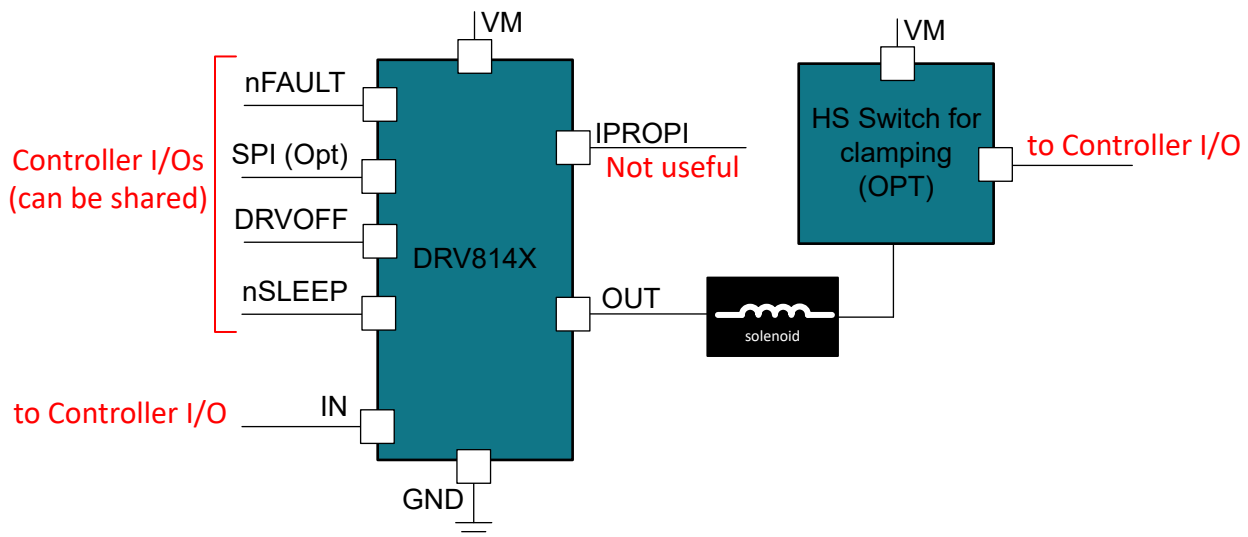 VM
VM
nFAULT
SPI (Opt)
DRVOFF
nSLEEP
Controller I/Os
(can be shared)
IPROPI
Not useful
HS Switch for
clamping
(OPT)
to Controller I/O
DRV814X
OUT
solenoid
to Controller I/O
IN
GND